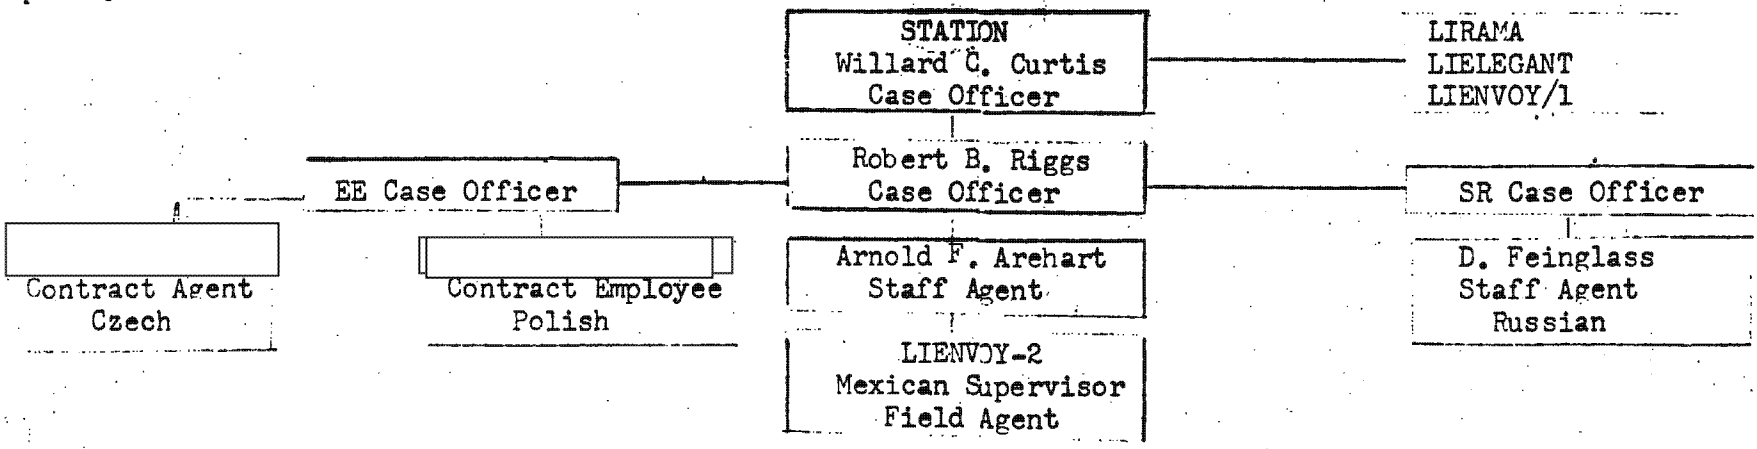 STATION
Willard C. Curtis
Case Officer
LIRAMA
LIELEGANT
LIENVOY/1
Robert B. Riggs
Case Officer
EE Case Officer
SR Case Officer
Contract Agent
Czech
Contract Employee
Polish
Arnold F. Arehart
Staff Agent
D. Feinglass
Staff Agent
Russian
LIENVOY-2
Mexican Supervisor
Field Agent